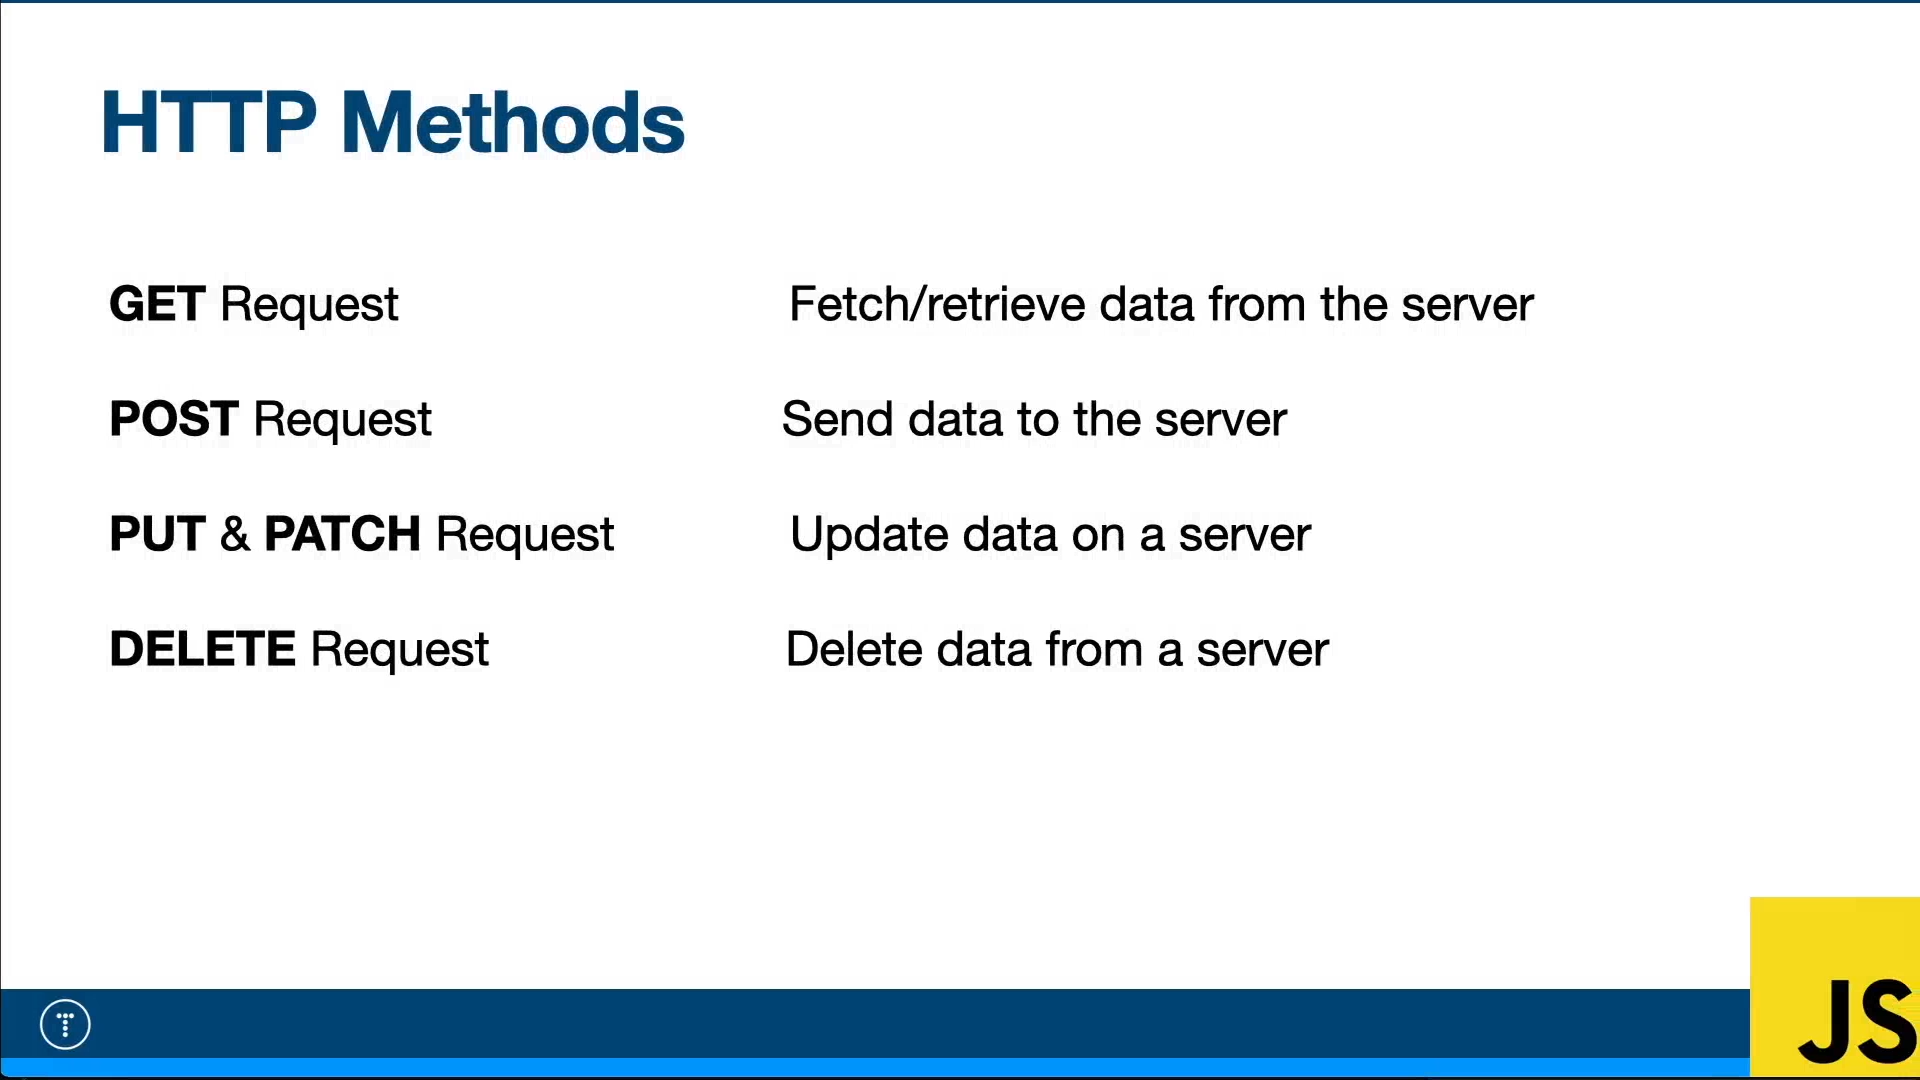 HTTP Methods
GET Request Fetch/retrieve data from the server
POST Request Send data to the server
PUT & PATCH Request Update data on a server
DELETE Request Delete data from a server
T
JS